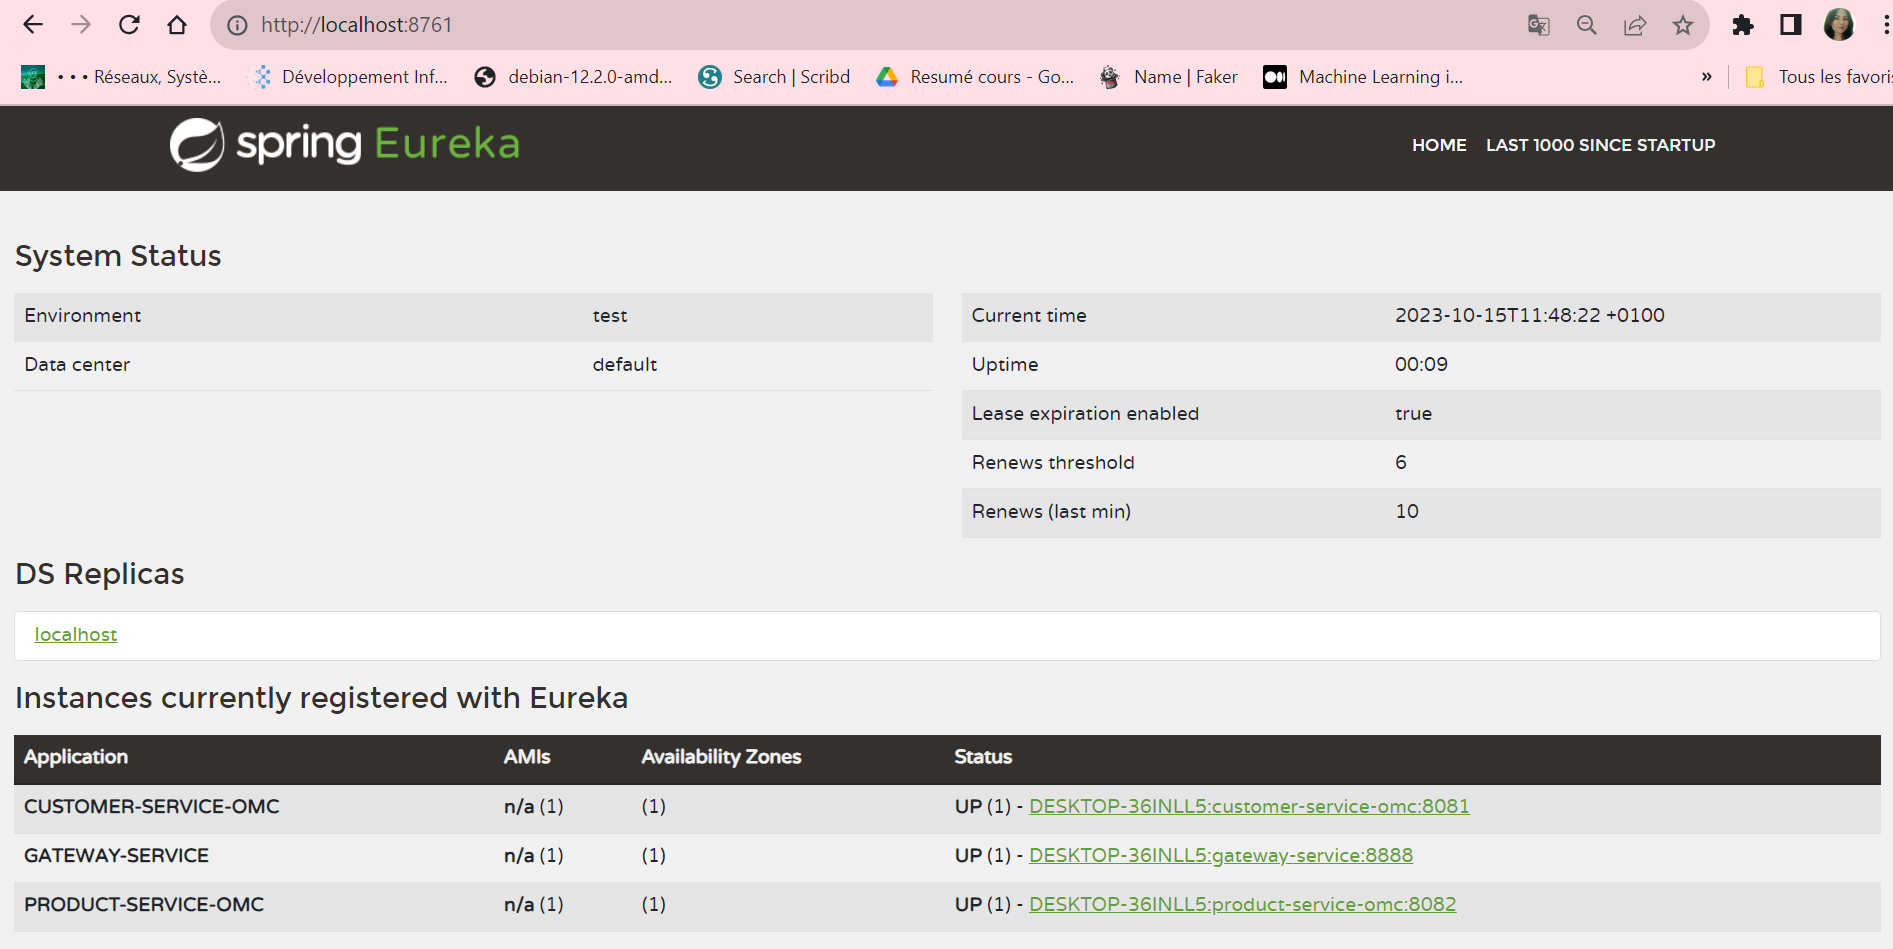 http://localhost:8761
• • • Réseaux, Systè... Développement Inf... debian-12.2.0-amd... Search | Scribd Resumé cours - Go... Name | Faker Machine Learning i... » Tous les favoris
spring Eureka HOME LAST 1000 SINCE STARTUP
System Status
Environment test
Data center default
Current time 2023-10-15T11:48:22 +0100
Uptime 00:09
Lease expiration enabled true
Renews threshold 6
Renews (last min) 10
DS Replicas
localhost
Instances currently registered with Eureka
Application AMIs Availability Zones Status
CUSTOMER-SERVICE-OMC n/a (1) (1) UP (1) - DESKTOP-36INLL5:customer-service-omc:8081
GATEWAY-SERVICE n/a (1) (1) UP (1) - DESKTOP-36INLL5:gateway-service:8888
PRODUCT-SERVICE-OMC n/a (1) (1) UP (1) - DESKTOP-36INLL5:product-service-omc:8082